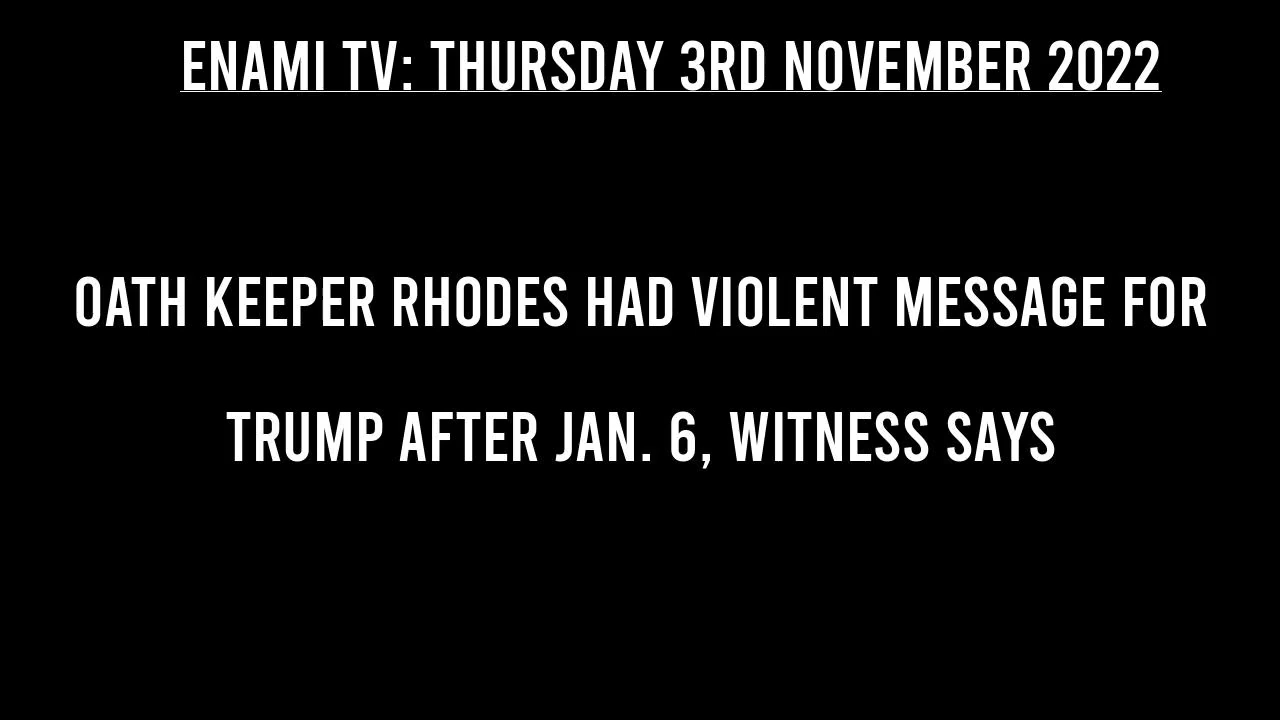 ENAMI TV: THURSDAY 3RD NOVEMBER 2022
OATH KEEPER RHODES HAD VIOLENT MESSAGE FOR
TRUMP AFTER JAN. 6, WITNESS SAYS